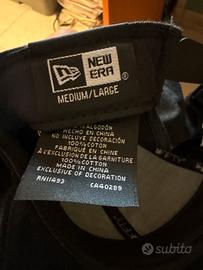 NEW
ERA®
MEDIUM/LARGE
ALGODÓN
HECHO EN CHINA
NO INCLUYE DECORACIÓN
100%COTON
FABRIQUÉ EN CHINE
À L'EXCLUSION DE LA GARNITURE
100%COTTON
MADE IN CHINA
EXCLUSIVE OF DECORATION
RN11493 CA40289
subito